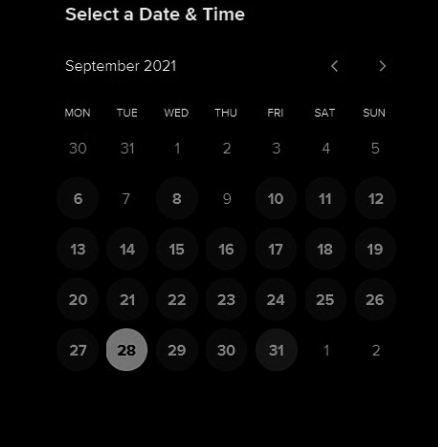 Select a Date & Time
September 2021
MON TUE WED THU FRI SAT SUN
30 31 1 2 3 4 5
6 7 8 9 10 11 12
13 14 15 16 17 18 19
20 21 22 23 24 25 26
27 28 29 30 31 1 2